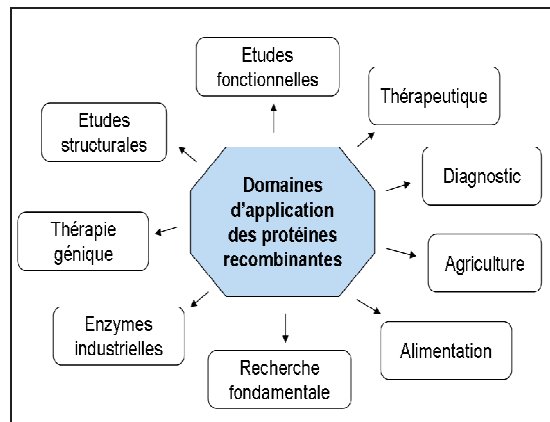 Etudes
fonctionnelles
Thérapeutique
Etudes
structurales
Diagnostic
Domaines
d'application
des protéines
recombinantes
Thérapie
génique
Agriculture
Enzymes
industrielles
Alimentation
Recherche
fondamentale